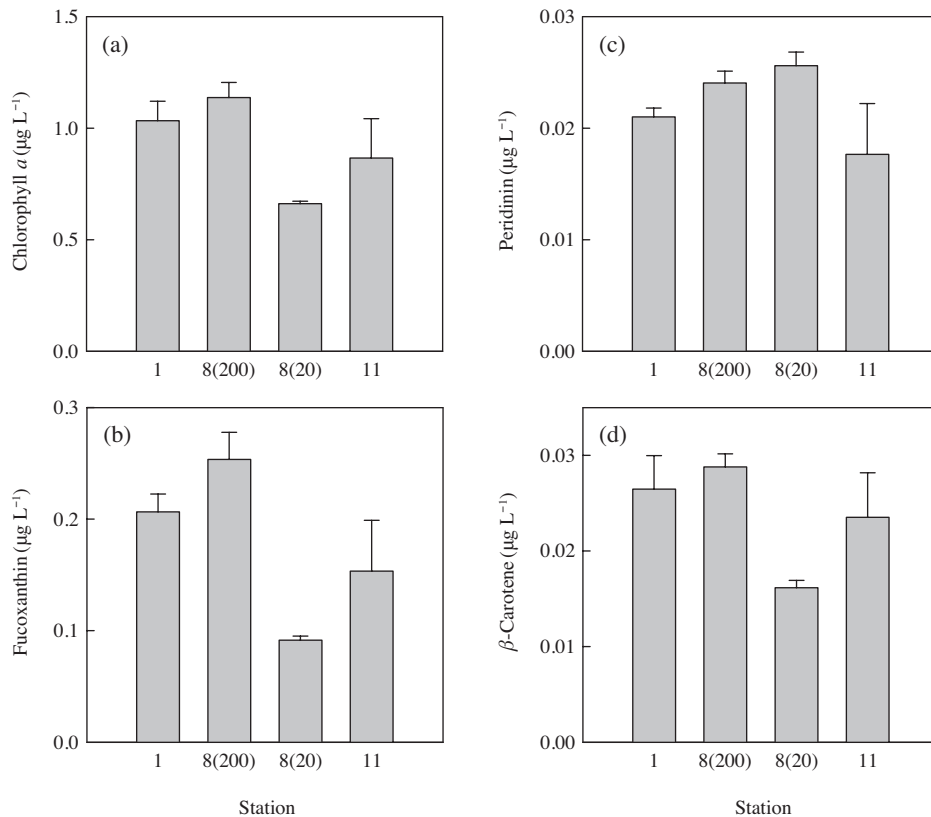 (a)
Chlorophyll a (µg L⁻¹)
1.5
1.0
0.5
0.0
1 8(200) 8(20) 11
(b)
Fucoxanthin (µg L⁻¹)
0.3
0.2
0.1
0.0
1 8(200) 8(20) 11
Station
(c)
Peridinin (µg L⁻¹)
0.03
0.02
0.01
0.00
1 8(200) 8(20) 11
(d)
β-Carotene (µg L⁻¹)
0.03
0.02
0.01
0.00
1 8(200) 8(20) 11
Station